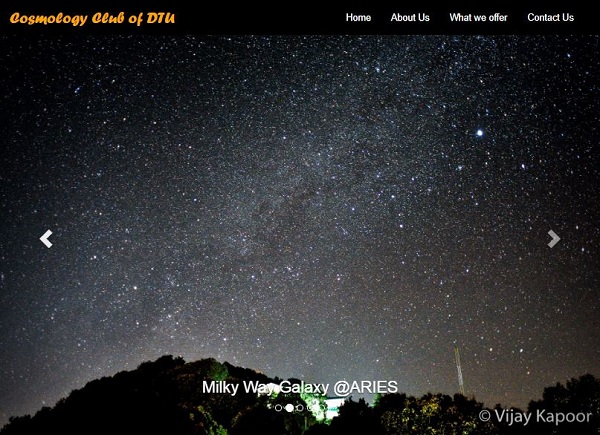 Cosmology Club of DTU
Home About Us What we offer Contact Us
Milky Way Galaxy @ARIES
© Vijay Kapoor